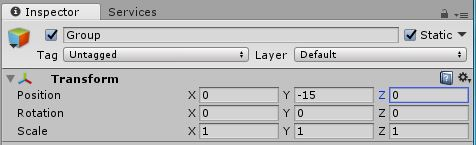 Inspector Services
Group Static
Tag Untagged Layer Default
Transform
Position X 0 Y -15 Z 0
Rotation X 0 Y 0 Z 0
Scale X 1 Y 1 Z 1